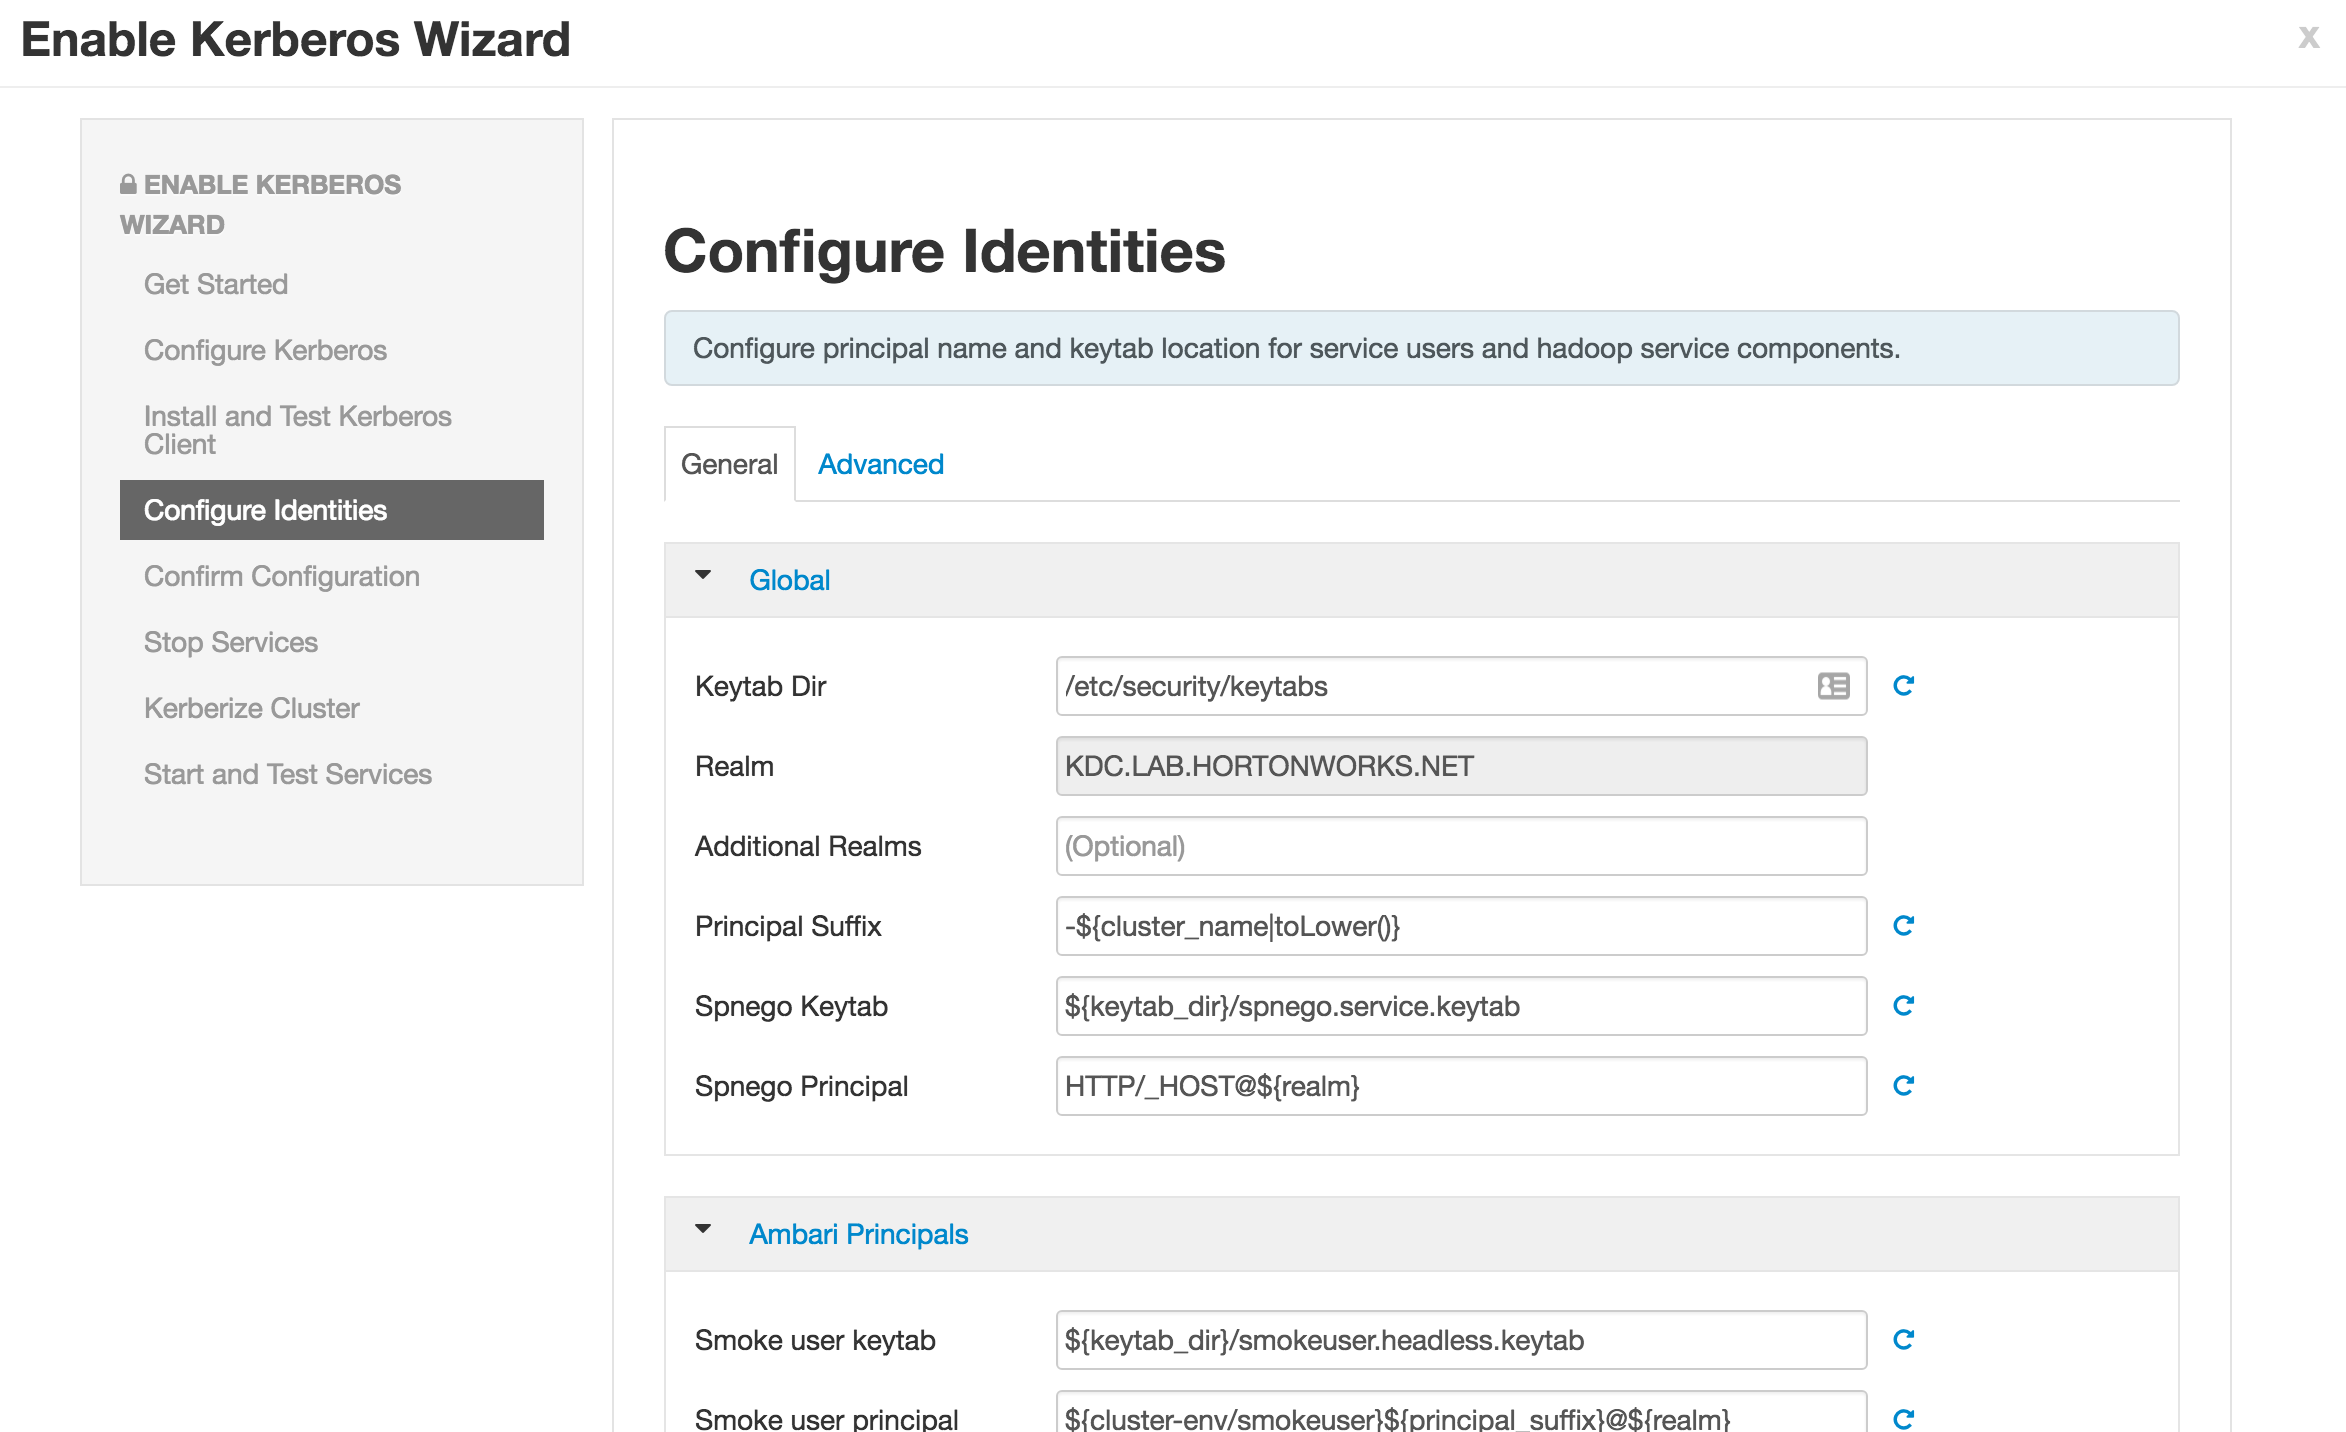 Enable Kerberos Wizard
x
ENABLE KERBEROS
WIZARD
Get Started
Configure Kerberos
Install and Test Kerberos
Client
Configure Identities
Confirm Configuration
Stop Services
Kerberize Cluster
Start and Test Services
Configure Identities
Configure principal name and keytab location for service users and hadoop service components.
General Advanced
Global
Keytab Dir /etc/security/keytabs
Realm KDC.LAB.HORTONWORKS.NET
Additional Realms (Optional)
Principal Suffix -${cluster_name|toLower()}
Spnego Keytab ${keytab_dir}/spnego.service.keytab
Spnego Principal HTTP/_HOST@${realm}
Ambari Principals
Smoke user keytab ${keytab_dir}/smokeuser.headless.keytab
Smoke user principal ${cluster-env/smokeuser}${principal_suffix}@${realm}